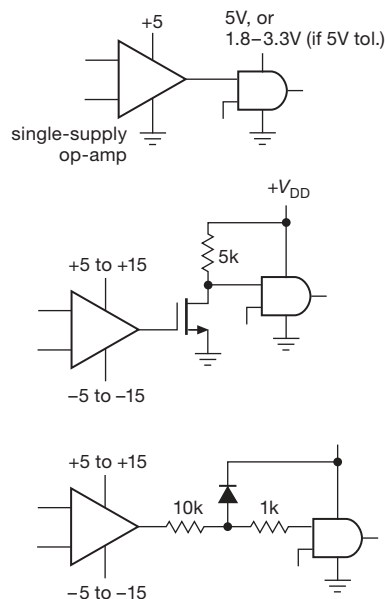 +5
5V, or
1.8–3.3V (if 5V tol.)
single-supply
op-amp
+V_DD
5k
+5 to +15
–5 to –15
+5 to +15
10k
1k
–5 to –15